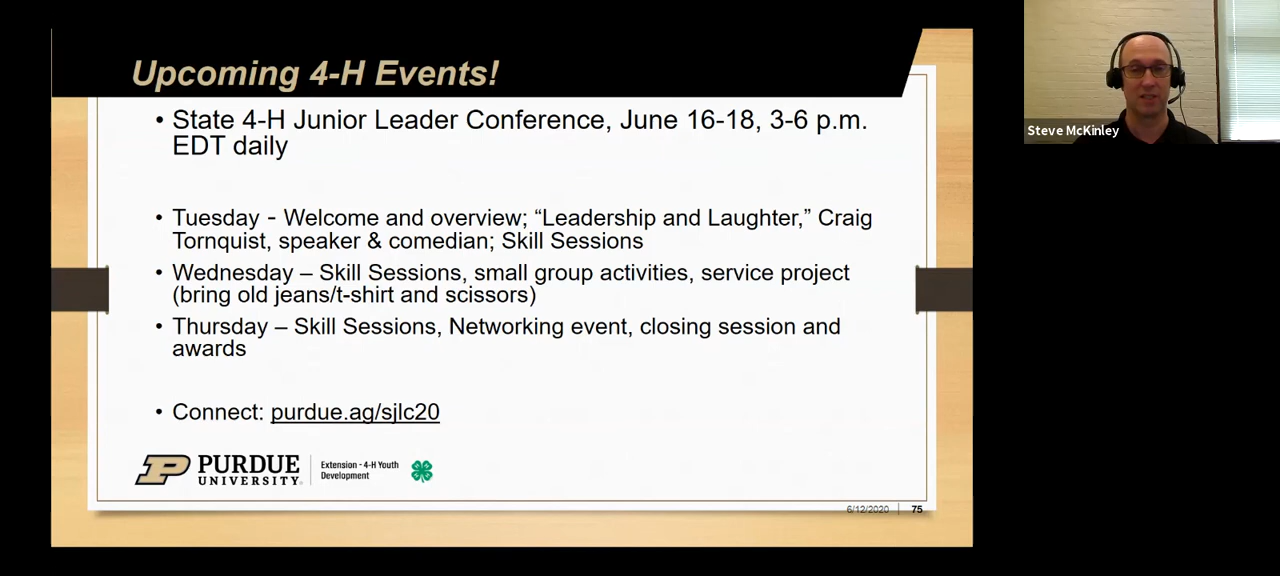 Upcoming 4-H Events!
• State 4-H Junior Leader Conference, June 16-18, 3-6 p.m.
EDT daily
• Tuesday - Welcome and overview; “Leadership and Laughter,” Craig
Tornquist, speaker & comedian; Skill Sessions
• Wednesday – Skill Sessions, small group activities, service project
(bring old jeans/t-shirt and scissors)
• Thursday – Skill Sessions, Networking event, closing session and
awards
• Connect: purdue.ag/sjlc20
P PURDUE
UNIVERSITY
Extension - 4-H Youth
Development
6/12/2020 | 75
Steve McKinley